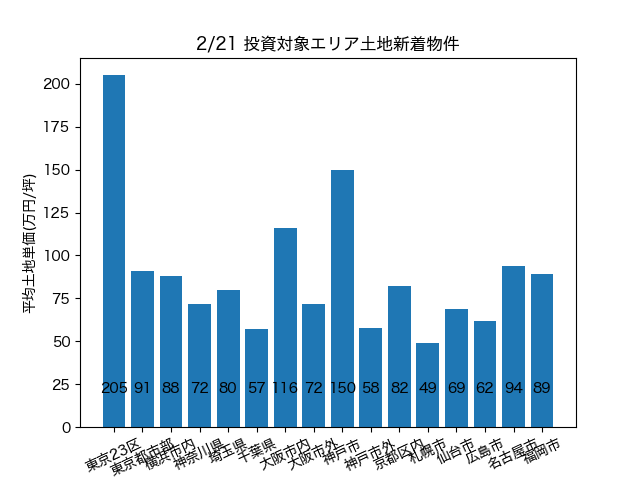 2/21 投資対象エリア土地新着物件
平均土地単価(万円/坪)
200
175
150
125
100
75
50
25
0
205 91 88 72 80 57 116 72 150 58 82 49 69 62 94 89
東京23区
東京都市部
横浜市内
神奈川県
埼玉県
千葉県
大阪市内
大阪市外
神戸市
神戸市外
京都区内
札幌市
仙台市
広島市
名古屋市
福岡市